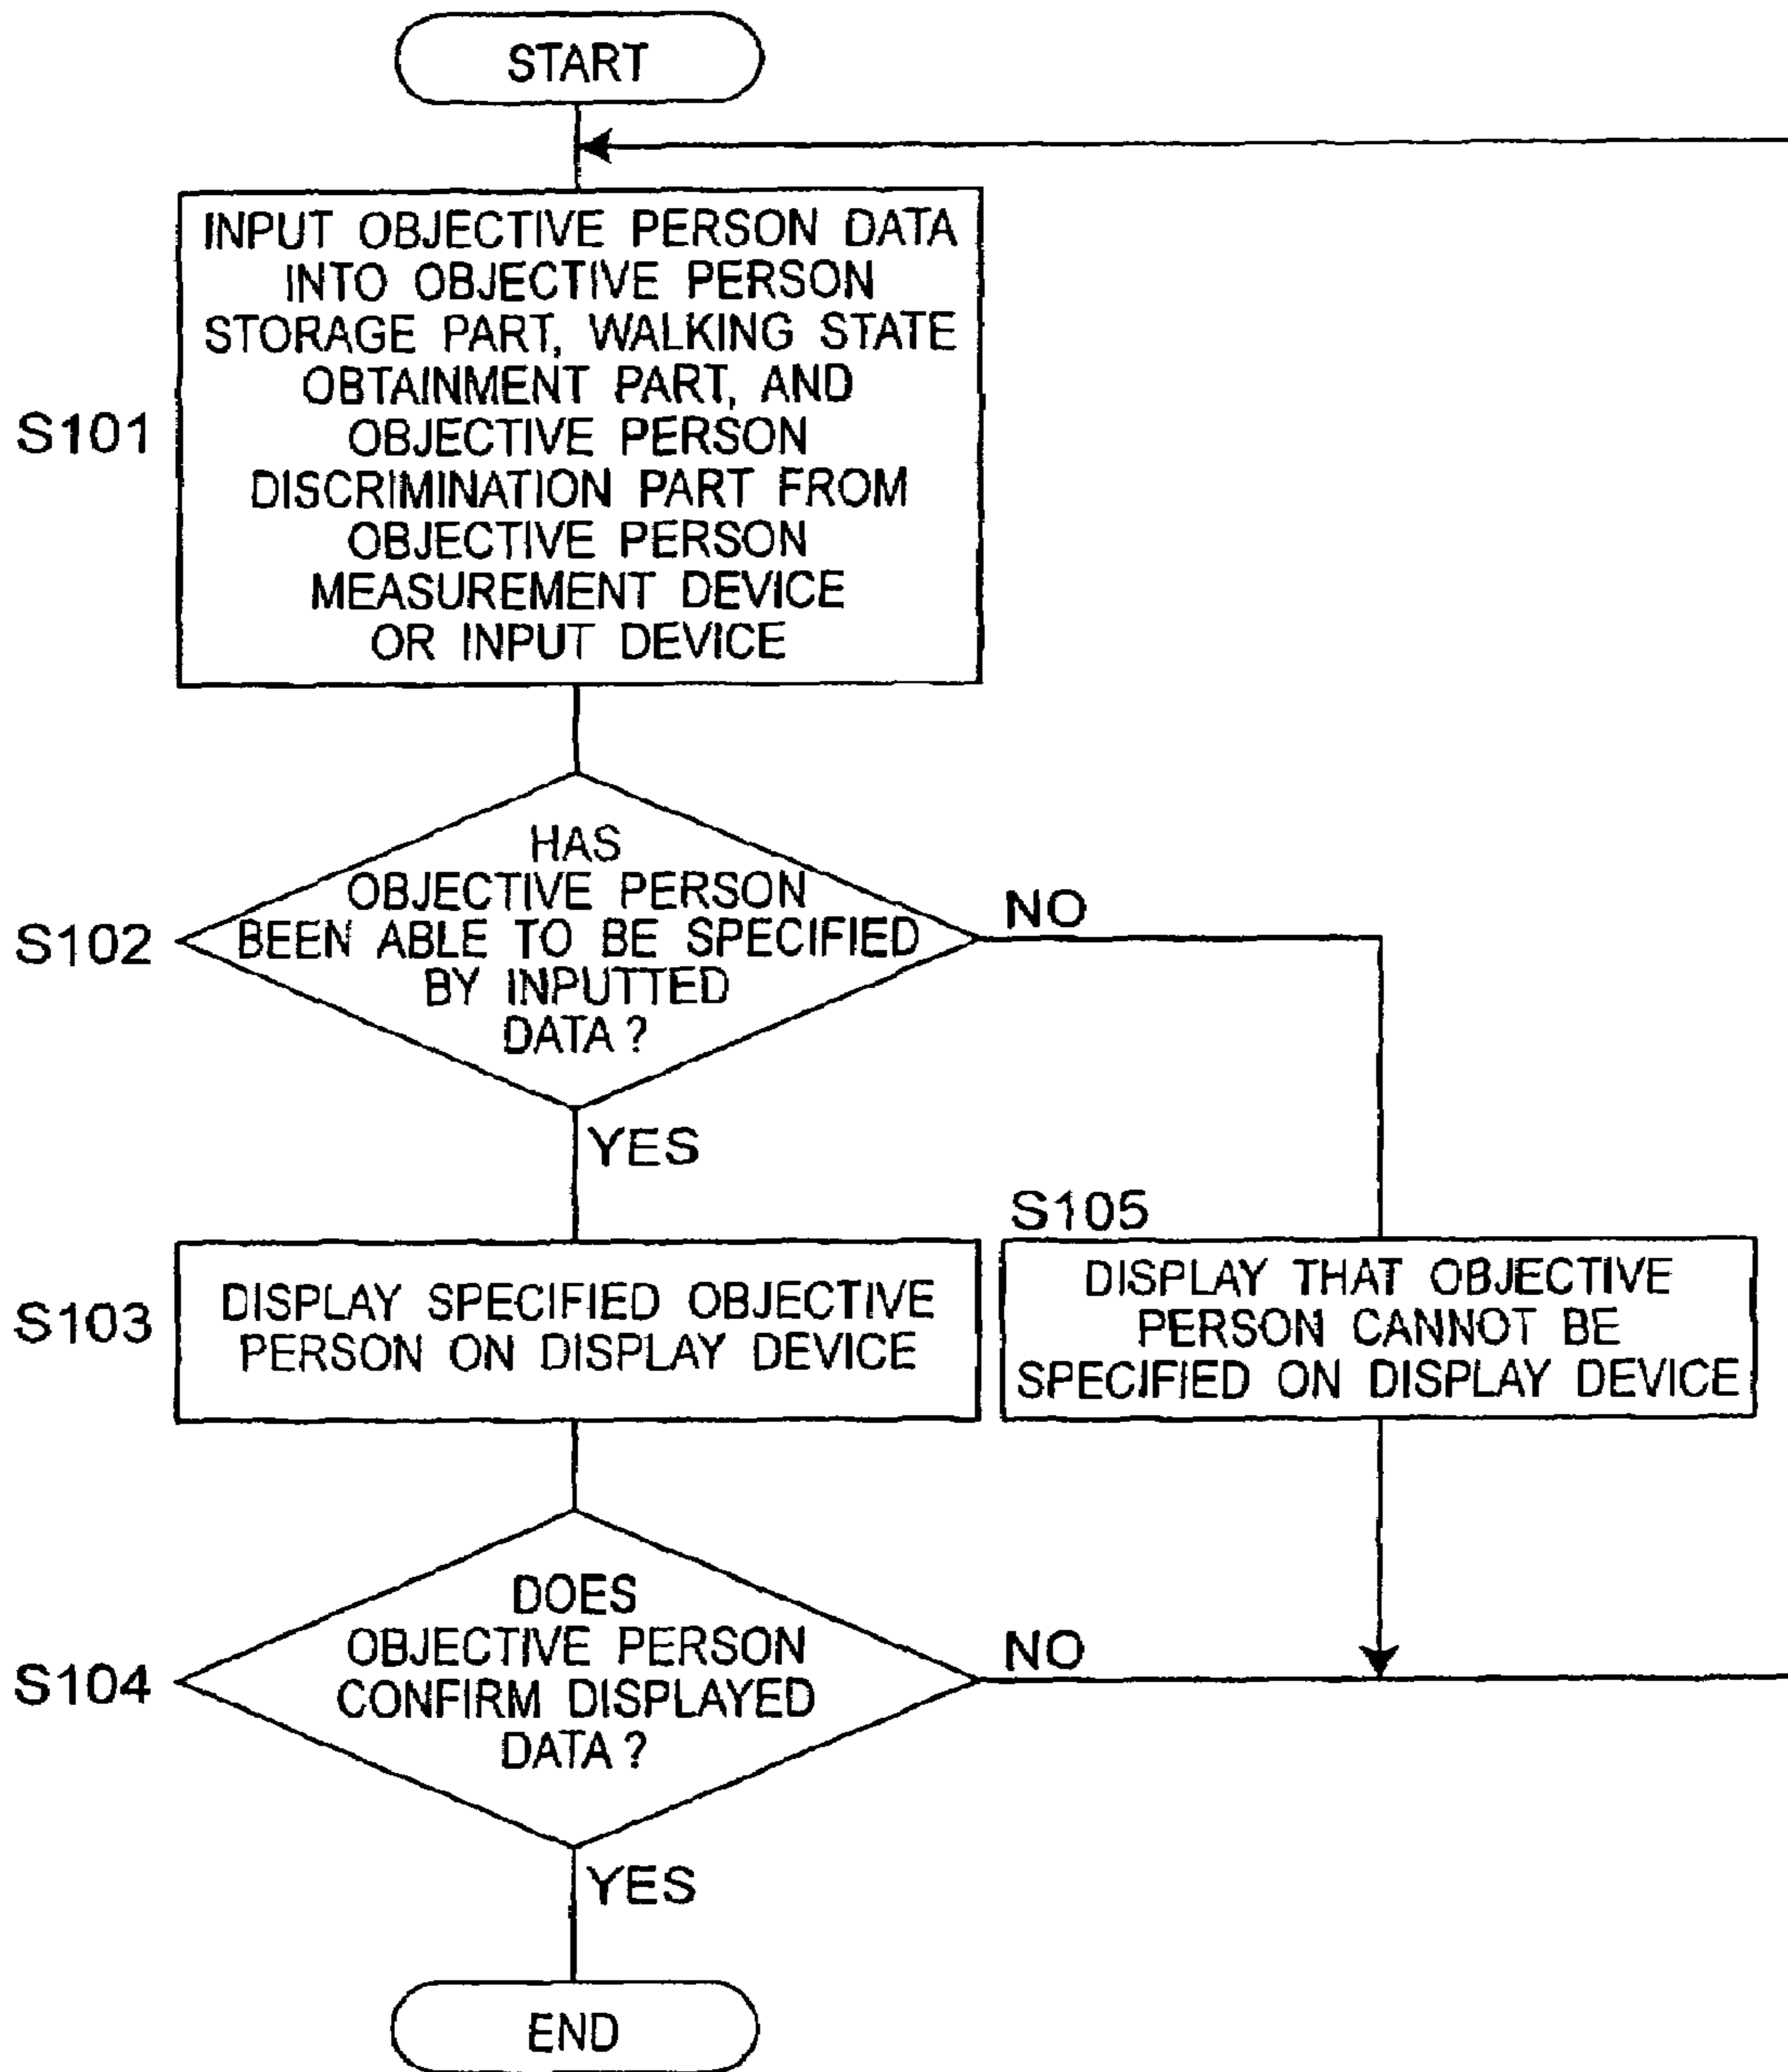 START
INPUT OBJECTIVE PERSON DATA
INTO OBJECTIVE PERSON
STORAGE PART, WALKING STATE
OBTAINMENT PART, AND
S101
OBJECTIVE PERSON
DISCRIMINATION PART FROM
OBJECTIVE PERSON
MEASUREMENT DEVICE
OR INPUT DEVICE
HAS
OBJECTIVE PERSON
NO
S102
BEEN ABLE TO BE SPECIFIED
BY INPUTTED
DATA?
YES
S103
DISPLAY SPECIFIED OBJECTIVE
PERSON ON DISPLAY DEVICE
S105
DISPLAY THAT OBJECTIVE
PERSON CANNOT BE
SPECIFIED ON DISPLAY DEVICE
DOES
OBJECTIVE PERSON
NO
S104
CONFIRM DISPLAYED
DATA?
YES
END